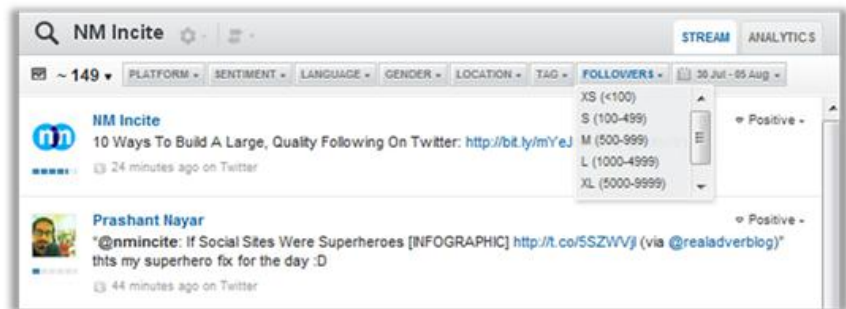 NM Incite
STREAM ANALYTICS
~ 149 PLATFORM SENTIMENT LANGUAGE GENDER LOCATION TAG FOLLOWERS 30 Jul - 05 Aug
XS (<100)
S (100-499)
M (500-999)
L (1000-4999)
XL (5000-9999)
NM Incite
Positive
10 Ways To Build A Large, Quality Following On Twitter: http://bit.ly/mYeJ
24 minutes ago on Twitter
Prashant Nayar
Positive
"@nmincite: If Social Sites Were Superheroes [INFOGRAPHIC] http://t.co/5SZWVjl (via @realadverblog)"
thts my superhero fix for the day :D
44 minutes ago on Twitter